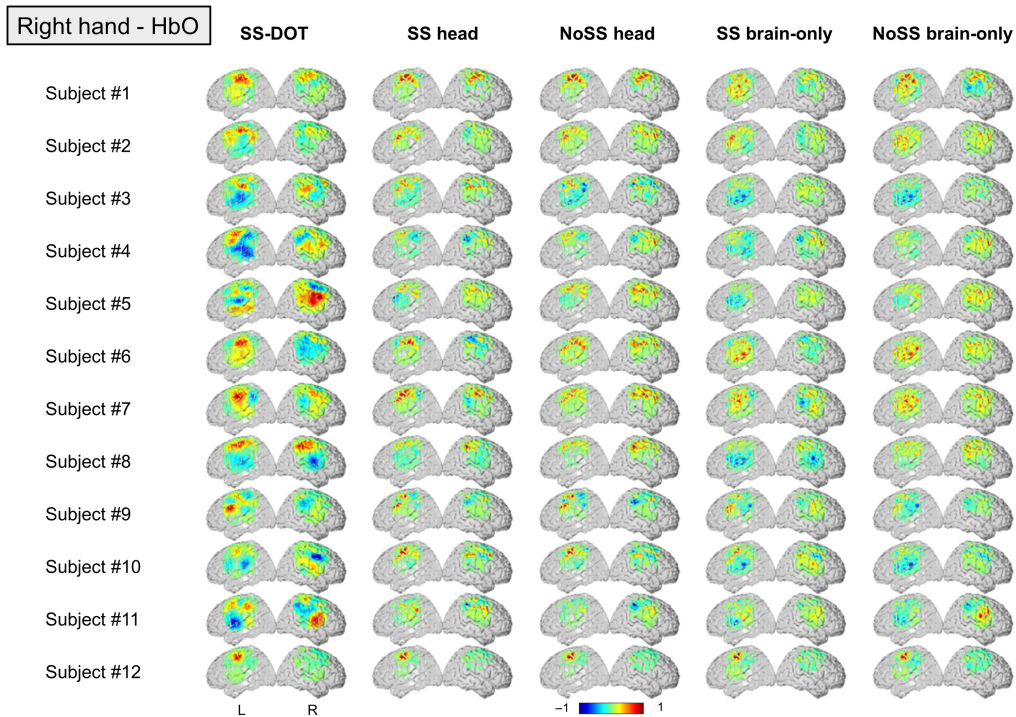 Right hand - HbO
SS-DOT SS head NoSS head SS brain-only NoSS brain-only
Subject #1
Subject #2
Subject #3
Subject #4
Subject #5
Subject #6
Subject #7
Subject #8
Subject #9
Subject #10
Subject #11
Subject #12
L R −1 1